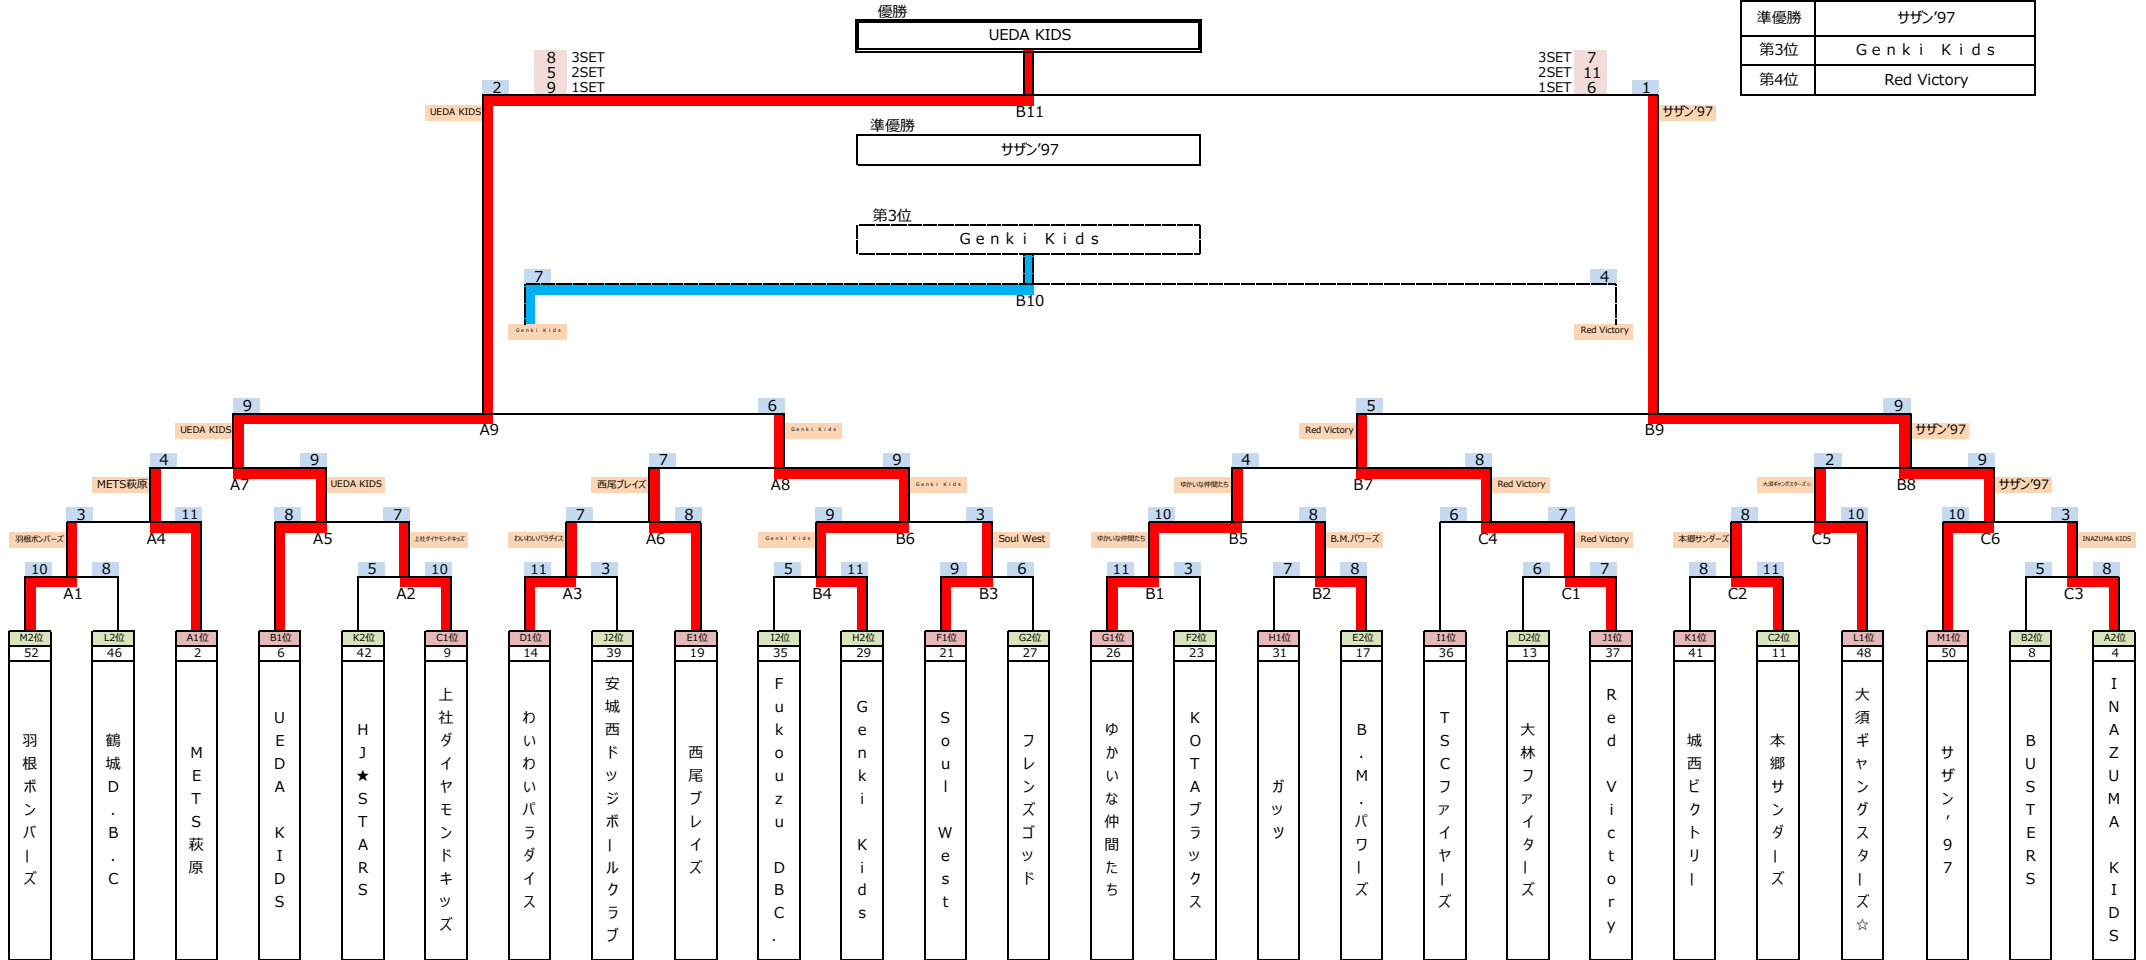 優勝
UEDA KIDS
準優勝 サザン'97
第3位 Genki Kids
第4位 Red Victory
8 3SET
5 2SET
9 1SET
3SET 7
2SET 11
1SET 6
2
1
UEDA KIDS
B11
サザン'97
準優勝
サザン'97
第3位
Genki Kids
7
4
B10
Genki Kids
Red Victory
9
6
5
9
UEDA KIDS
A9
Genki Kids
Red Victory
B9
サザン'97
4
9
7
9
4
8
2
9
METS萩原
A7
UEDA KIDS
西尾ブレイズ
A8
Genki Kids
ゆかいな仲間たち
B7
Red Victory
大須ギャングスターズ☆
B8
サザン'97
3
11
8
7
7
8
9
3
10
8
6
7
8
10
10
3
羽根ボンバーズ
A4
A5
上社ダイヤモンドキッズ
わいわいパラダイス
A6
Genki Kids
B6
Soul West
ゆかいな仲間たち
B5
B.M.パワーズ
C4
Red Victory
本郷サンダーズ
C5
C6
INAZUMA KIDS
10
8
5
10
11
3
5
11
9
6
11
3
7
8
6
7
8
11
5
8
A1
A2
A3
B4
B3
B1
B2
C1
C2
C3
M2位 L2位 A1位 B1位 K2位 C1位 D1位 J2位 E1位 I2位 H2位 F1位 G2位 G1位 F2位 H1位 E2位 I1位 D2位 J1位 K1位 C2位 L1位 M1位 B2位 A2位
52 46 2 6 42 9 14 39 19 35 29 21 27 26 23 31 17 36 13 37 41 11 48 50 8 4
羽根ボンバーズ
鶴城D.B.C
METS萩原
UEDA KIDS
HJ★STARS
上社ダイヤモンドキッズ
わいわいパラダイス
安城西ドッジボールクラブ
西尾ブレイズ
Fukouzu DBC.
Genki Kids
Soul West
フレンズゴッド
ゆかいな仲間たち
KOTAブラックス
ガッツ
B.M.パワーズ
TSCファイヤーズ
大林ファイターズ
Red Victory
城西ビクトリー
本郷サンダーズ
大須ギャングスターズ☆
サザン'97
BUSTERS
INAZUMA KIDS